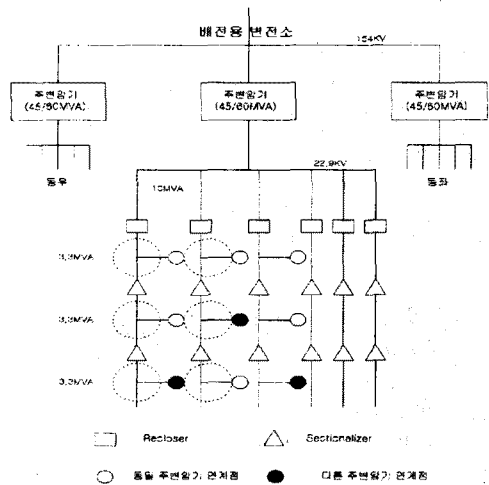 배전용 변전소
154KV
주변압기
(45/60MVA)
주변압기
(45/60MVA)
주변압기
(45/60MVA)
22.9KV
동우
동좌
10MVA
3.3MVA
3.3MVA
3.3MVA
Recloser
Sectionalizer
동일 주변압기 연계점
다른 주변압기 연계점